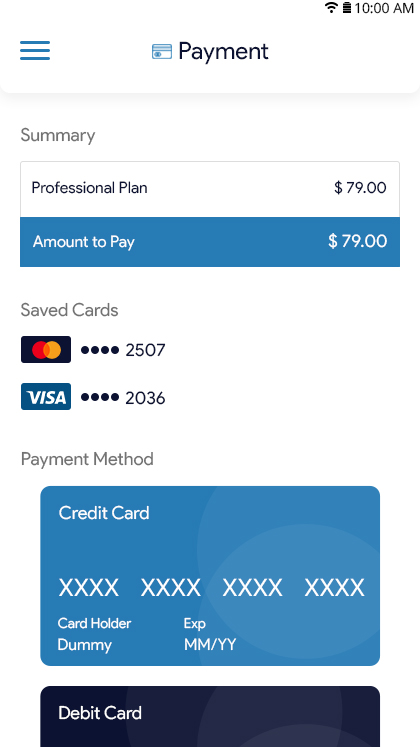 10:00 AM
Payment
Summary
Professional Plan $ 79.00
Amount to Pay $ 79.00
Saved Cards
•••• 2507
VISA •••• 2036
Payment Method
Credit Card
XXXX XXXX XXXX XXXX
Card Holder Exp
Dummy MM/YY
Debit Card